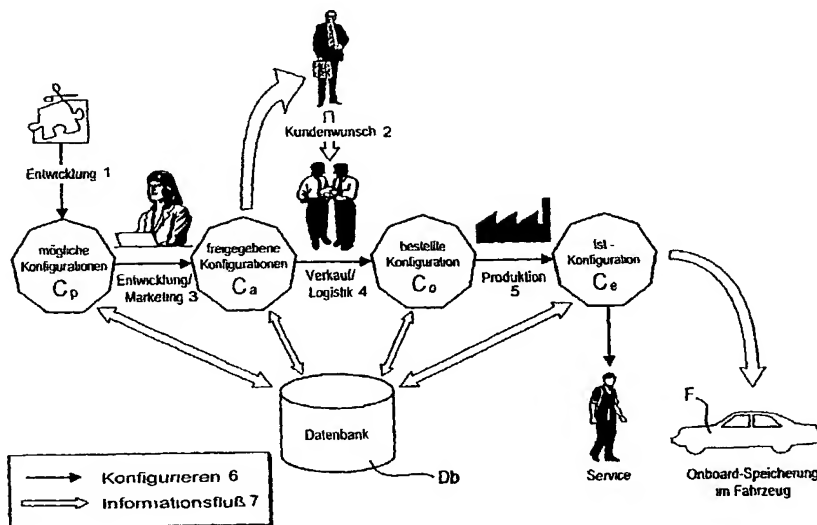 Kundenwunsch 2
Entwicklung 1
mögliche
Konfigurationen
Cp
Entwicklung/
Marketing 3
freigegebene
Konfigurationen
Ca
Verkauf/
Logistik 4
bestellte
Konfiguration
Co
Produktion
5
Ist -
Konfiguration
Ce
Datenbank
Db
Service
F
Onboard-Speicherung
im Fahrzeug
Konfigurieren 6
Informationsfluß 7